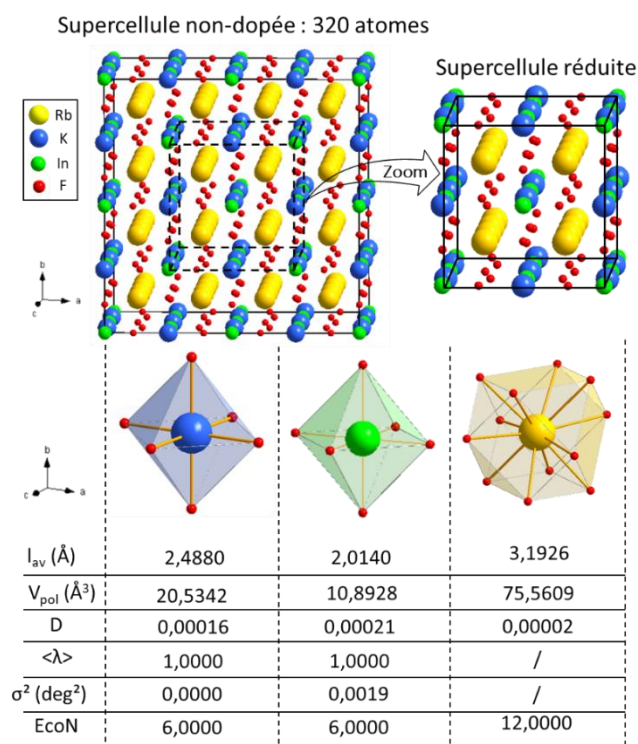 Supercellule non-dopée : 320 atomes
Supercellule réduite
Rb
K
In
F
Zoom
b
c
a
b
c
a
l_av (Å) 2,4880 2,0140 3,1926
V_pol (Å³) 20,5342 10,8928 75,5609
D 0,00016 0,00021 0,00002
<λ> 1,0000 1,0000 /
σ² (deg²) 0,0000 0,0019 /
EcoN 6,0000 6,0000 12,0000